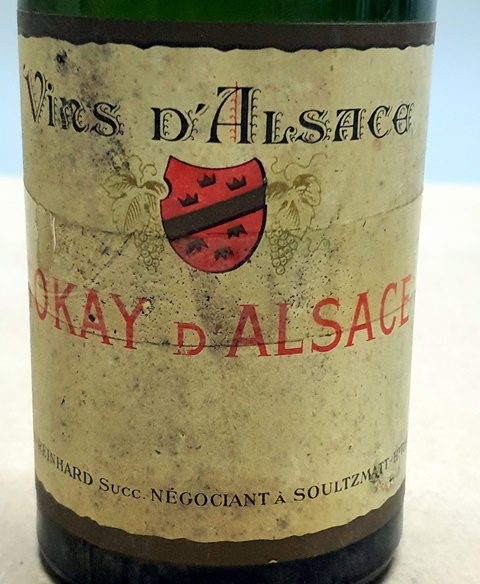 Vins d'Alsace
OKAY D ALSACE
EINHARD Succ. NÉGOCIANT à SOULTZMATT